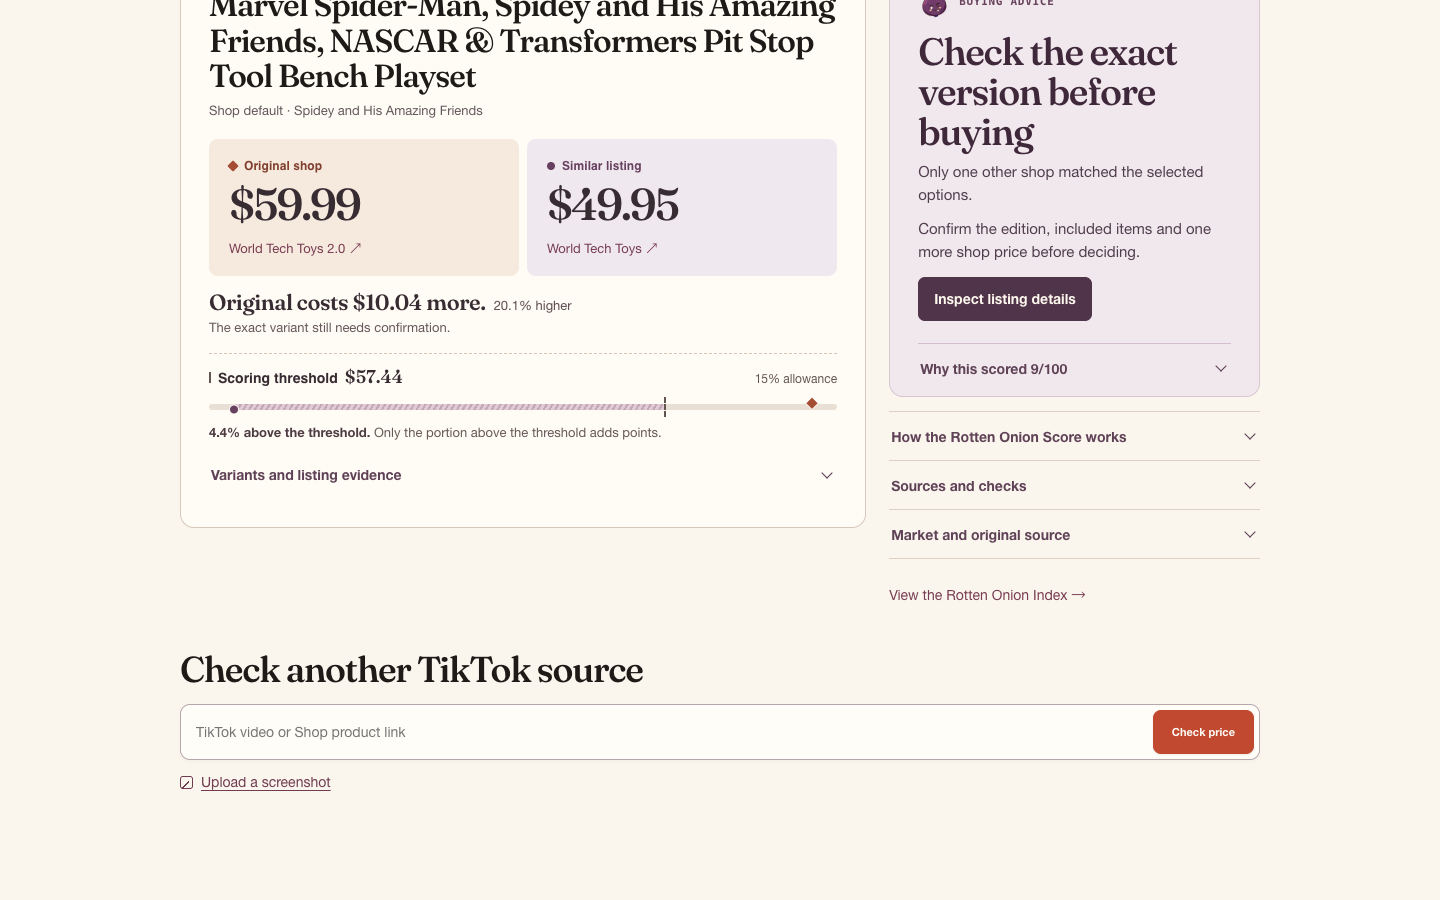 Marvel Spider-Man, Spidey and His Amazing
Friends, NASCAR & Transformers Pit Stop
Tool Bench Playset
Shop default · Spidey and His Amazing Friends
Original shop
$59.99
World Tech Toys 2.0 ↗
Similar listing
$49.95
World Tech Toys ↗
Original costs $10.04 more. 20.1% higher
The exact variant still needs confirmation.
Scoring threshold $57.44
15% allowance
4.4% above the threshold. Only the portion above the threshold adds points.
Variants and listing evidence
BUYING ADVICE
Check the exact
version before
buying
Only one other shop matched the selected
options.
Confirm the edition, included items and one
more shop price before deciding.
Inspect listing details
Why this scored 9/100
How the Rotten Onion Score works
Sources and checks
Market and original source
View the Rotten Onion Index →
Check another TikTok source
TikTok video or Shop product link
Check price
Upload a screenshot